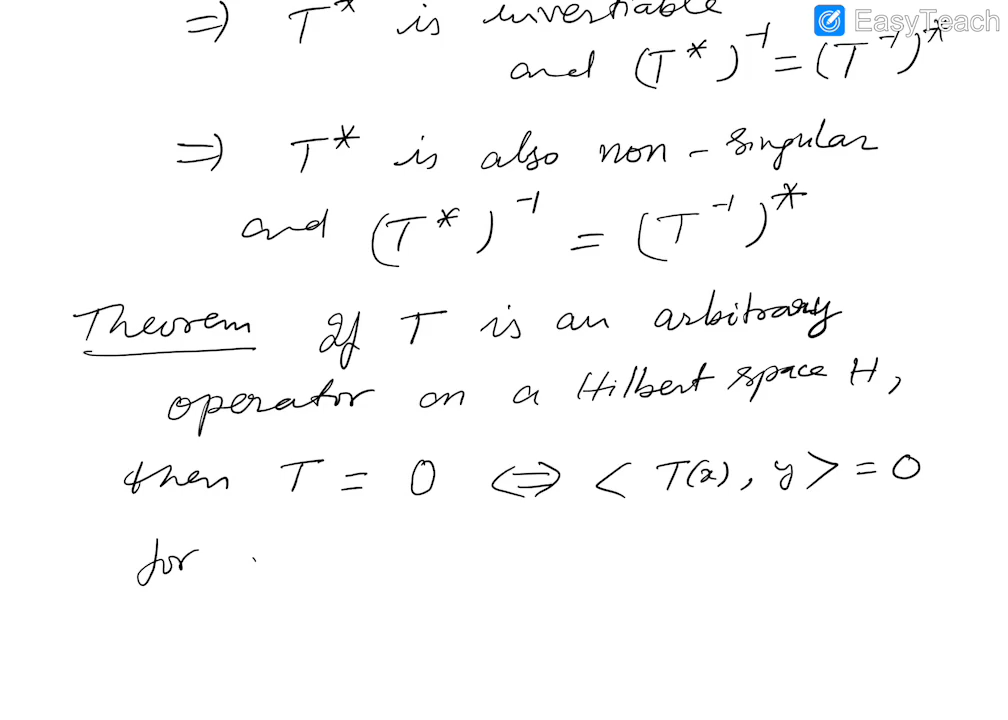 ⇒ T* is invertiable
EasyTeach
and (T*)⁻¹ = (T⁻¹)*
⇒ T* is also non-singular
and (T*)⁻¹ = (T⁻¹)*
Theorem If T is an arbitrary
operator on a Hilbert space H,
then T = 0 ⇔ < T(x), y > = 0
for